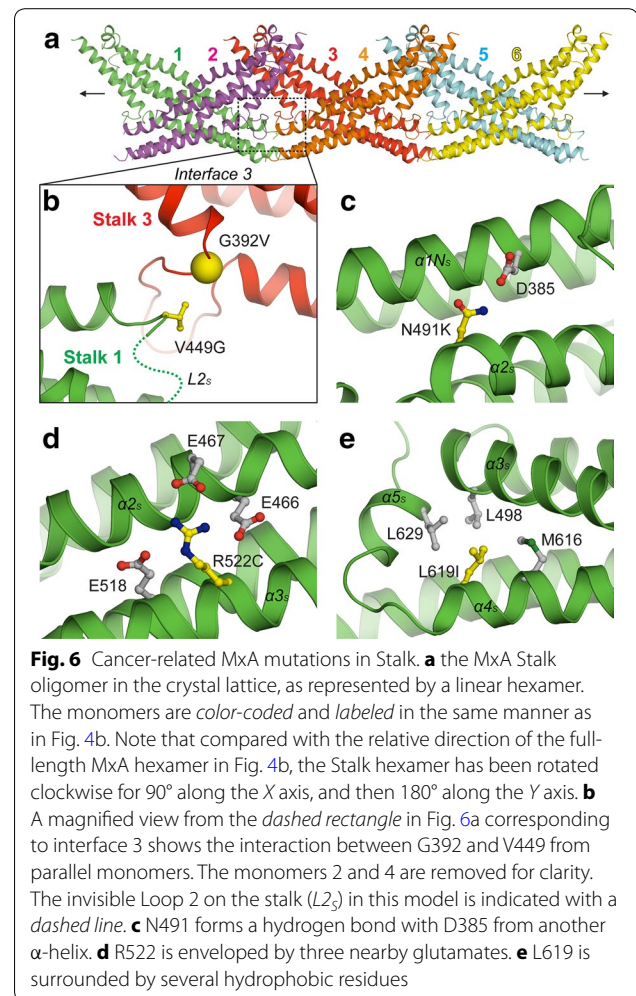 a
1 2 3 4 5 6
Interface 3
b
Stalk 3
G392V
V449G
Stalk 1
L2s
c
α1Ns
D385
N491K
α2s
d
E467
α2s
E466
R522C
E518
α3s
e
α5s
α3s
L498
L629
M616
L619I
α4s
Fig. 6 Cancer-related MxA mutations in Stalk. a the MxA Stalk
oligomer in the crystal lattice, as represented by a linear hexamer.
The monomers are color-coded and labeled in the same manner as
in Fig. 4b. Note that compared with the relative direction of the full-
length MxA hexamer in Fig. 4b, the Stalk hexamer has been rotated
clockwise for 90° along the X axis, and then 180° along the Y axis. b
A magnified view from the dashed rectangle in Fig. 6a corresponding
to interface 3 shows the interaction between G392 and V449 from
parallel monomers. The monomers 2 and 4 are removed for clarity.
The invisible Loop 2 on the stalk (L2S) in this model is indicated with a
dashed line. c N491 forms a hydrogen bond with D385 from another
α-helix. d R522 is enveloped by three nearby glutamates. e L619 is
surrounded by several hydrophobic residues